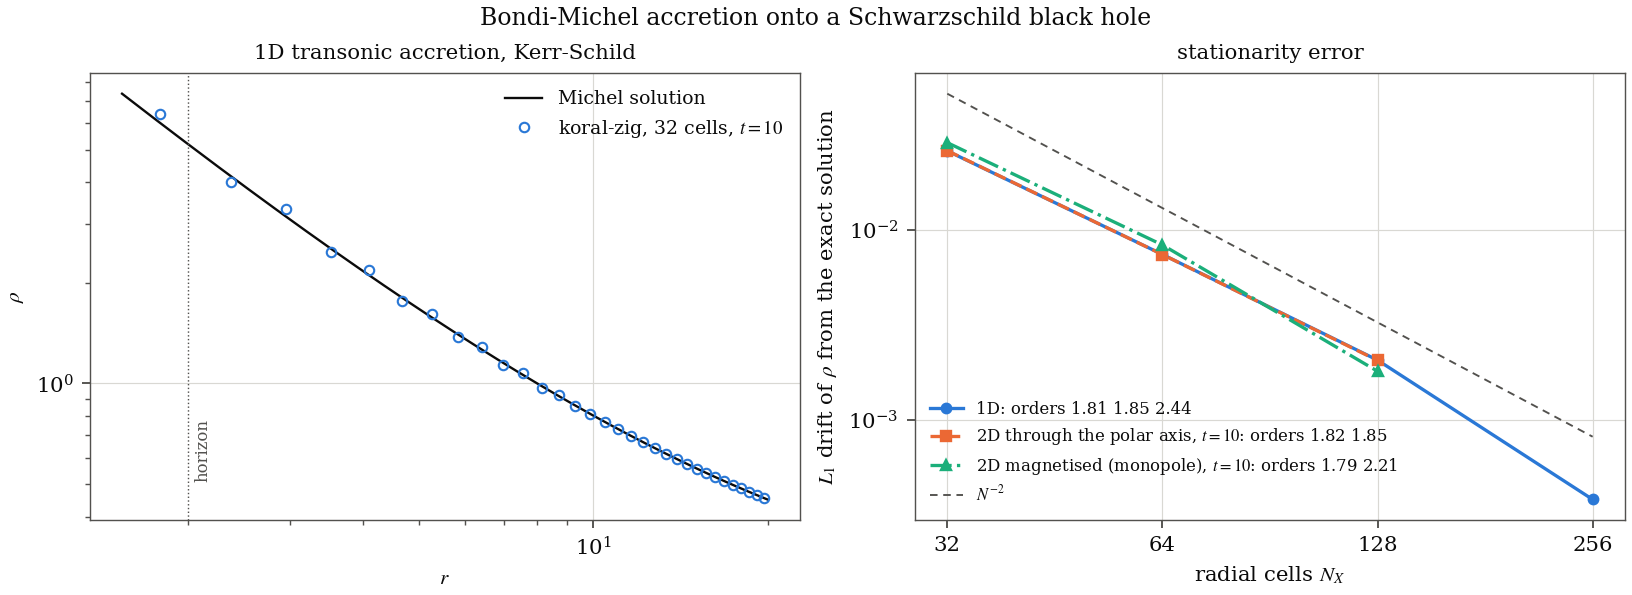 Bondi-Michel accretion onto a Schwarzschild black hole
1D transonic accretion, Kerr-Schild
Michel solution
koral-zig, 32 cells, t = 10
ρ
10⁰
horizon
10¹
r
stationarity error
L₁ drift of ρ from the exact solution
10⁻²
10⁻³
1D: orders 1.81 1.85 2.44
2D through the polar axis, t = 10: orders 1.82 1.85
2D magnetised (monopole), t = 10: orders 1.79 2.21
N⁻²
32 64 128 256
radial cells N_X